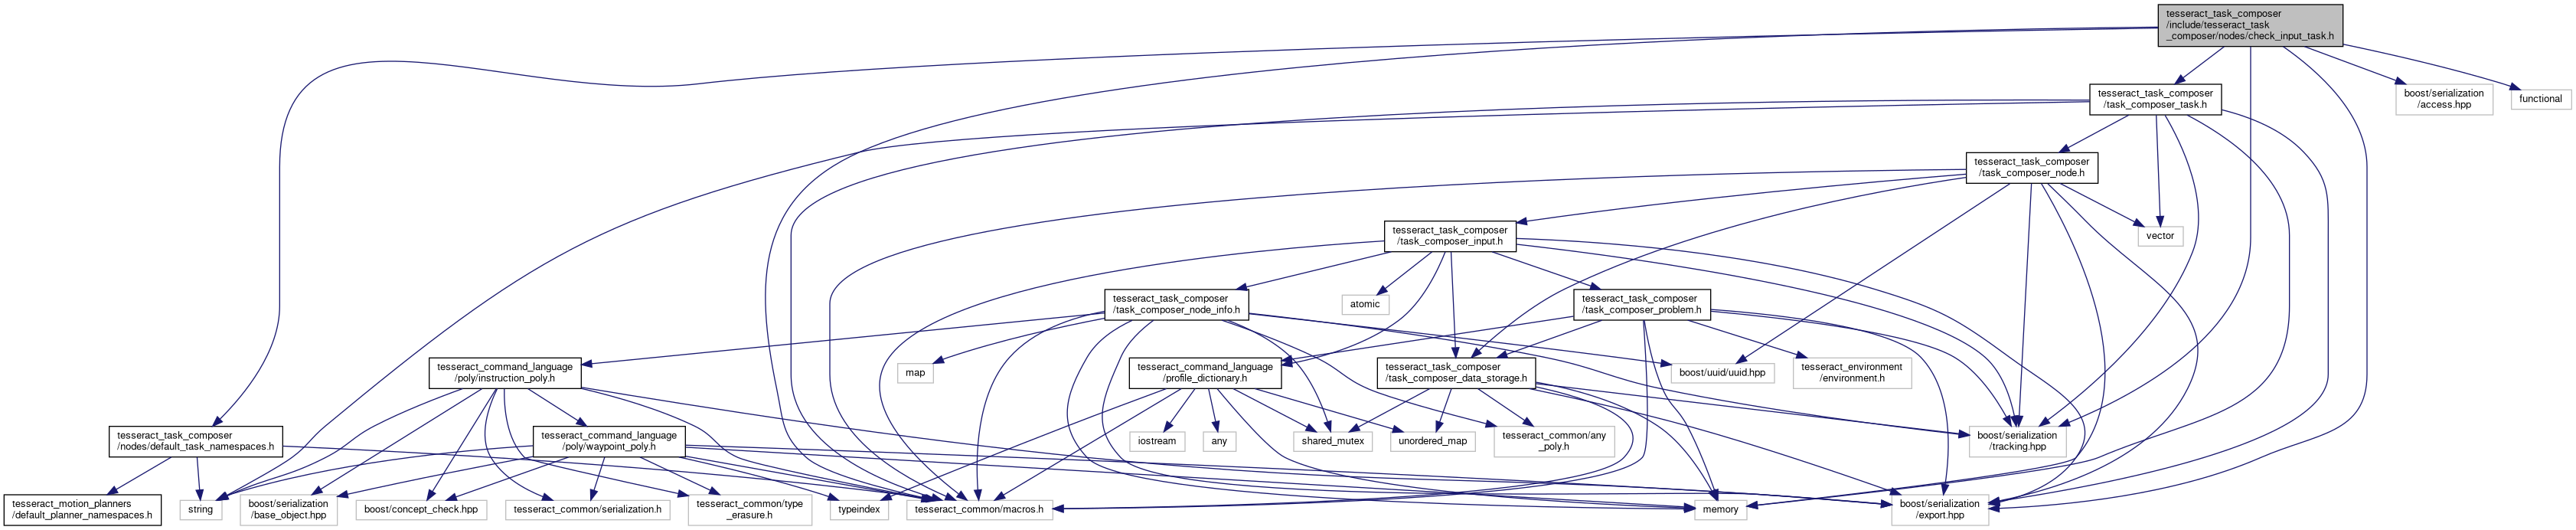 tesseract_task_composer
/include/tesseract_task
_composer/nodes/check_input_task.h
tesseract_task_composer
/task_composer_task.h
boost/serialization
/access.hpp
functional
tesseract_task_composer
/task_composer_node.h
tesseract_task_composer
/task_composer_input.h
vector
tesseract_task_composer
/task_composer_node_info.h
atomic
tesseract_task_composer
/task_composer_problem.h
tesseract_command_language
/poly/instruction_poly.h
map
tesseract_command_language
/profile_dictionary.h
tesseract_task_composer
/task_composer_data_storage.h
boost/uuid/uuid.hpp
tesseract_environment
/environment.h
tesseract_task_composer
/nodes/default_task_namespaces.h
tesseract_command_language
/poly/waypoint_poly.h
iostream
any
shared_mutex
unordered_map
tesseract_common/any
_poly.h
boost/serialization
/tracking.hpp
tesseract_motion_planners
/default_planner_namespaces.h
string
boost/serialization
/base_object.hpp
boost/concept_check.hpp
tesseract_common/serialization.h
tesseract_common/type
_erasure.h
typeindex
tesseract_common/macros.h
memory
boost/serialization
/export.hpp